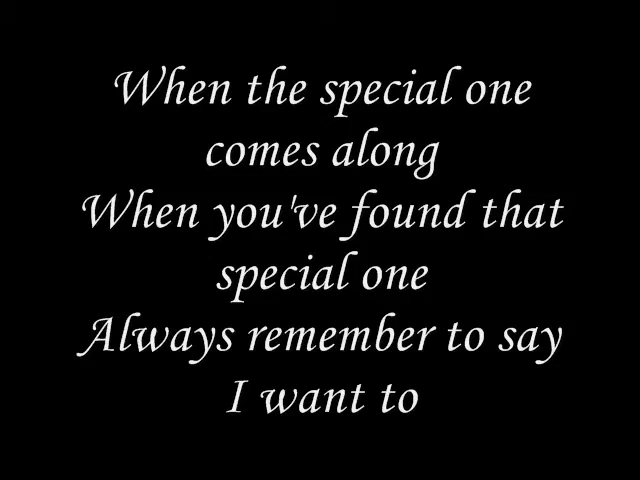 When the special one
comes along
When you've found that
special one
Always remember to say
I want to